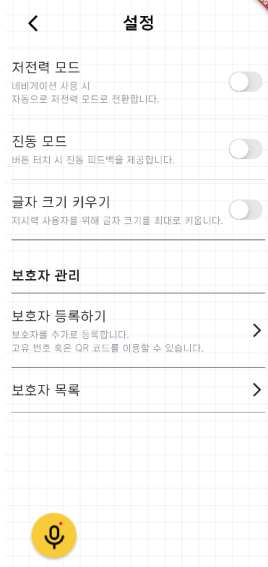 설정
저전력 모드
네비게이션 사용 시
자동으로 저전력 모드로 전환합니다.
진동 모드
버튼 터치 시 진동 피드백을 제공합니다.
글자 크기 키우기
저시력 사용자를 위해 글자 크기를 최대로 키웁니다.
보호자 관리
보호자 등록하기
보호자를 추가로 등록합니다.
고유 번호 혹은 QR 코드를 이용할 수 있습니다.
보호자 목록